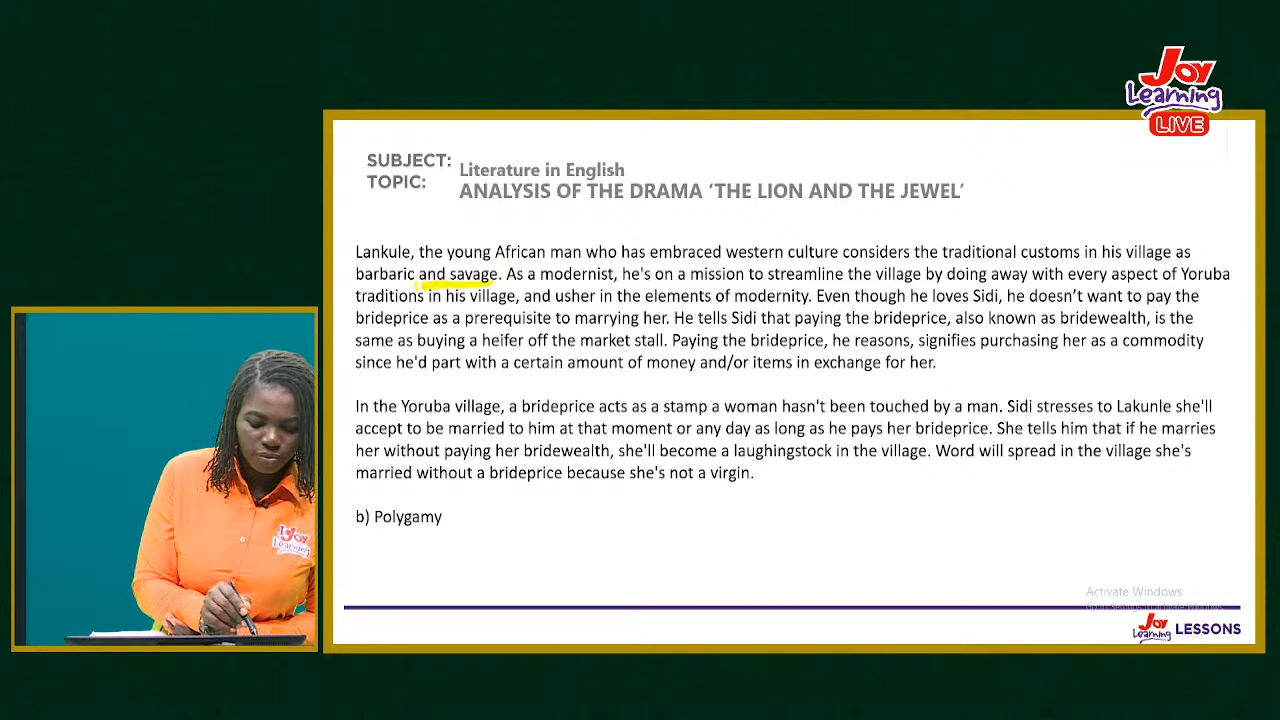 Joy
Learning
LIVE
SUBJECT: Literature in English
TOPIC: ANALYSIS OF THE DRAMA ‘THE LION AND THE JEWEL’
Lankule, the young African man who has embraced western culture considers the traditional customs in his village as
barbaric and savage. As a modernist, he's on a mission to streamline the village by doing away with every aspect of Yoruba
traditions in his village, and usher in the elements of modernity. Even though he loves Sidi, he doesn’t want to pay the
brideprice as a prerequisite to marrying her. He tells Sidi that paying the brideprice, also known as bridewealth, is the
same as buying a heifer off the market stall. Paying the brideprice, he reasons, signifies purchasing her as a commodity
since he'd part with a certain amount of money and/or items in exchange for her.
In the Yoruba village, a brideprice acts as a stamp a woman hasn't been touched by a man. Sidi stresses to Lakunle she'll
accept to be married to him at that moment or any day as long as he pays her brideprice. She tells him that if he marries
her without paying her bridewealth, she'll become a laughingstock in the village. Word will spread in the village she's
married without a brideprice because she's not a virgin.
b) Polygamy
I Joy
Learning
Activate Windows
Joy Learning LESSONS